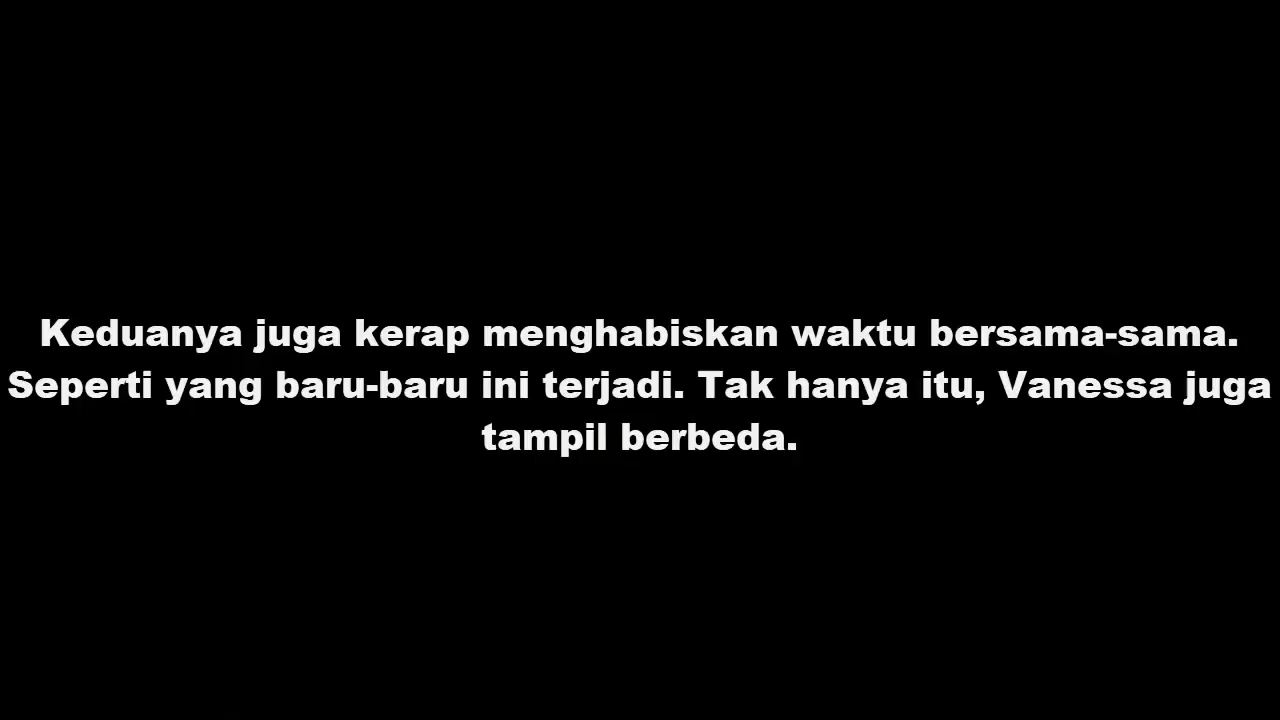 Keduanya juga kerap menghabiskan waktu bersama-sama.
Seperti yang baru-baru ini terjadi. Tak hanya itu, Vanessa juga
tampil berbeda.